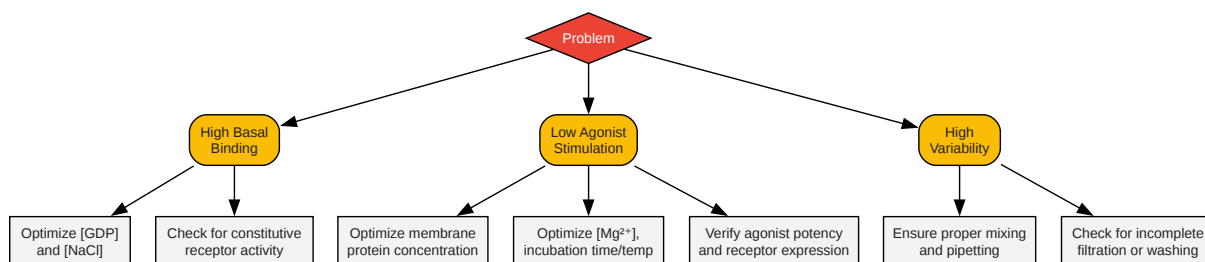 Problem
High Basal
Binding
Low Agonist
Stimulation
High
Variability
Optimize [GDP]
and [NaCl]
Check for constitutive
receptor activity
Optimize membrane
protein concentration
Optimize [Mg²⁺],
incubation time/temp
Verify agonist potency
and receptor expression
Ensure proper mixing
and pipetting
Check for incomplete
filtration or washing